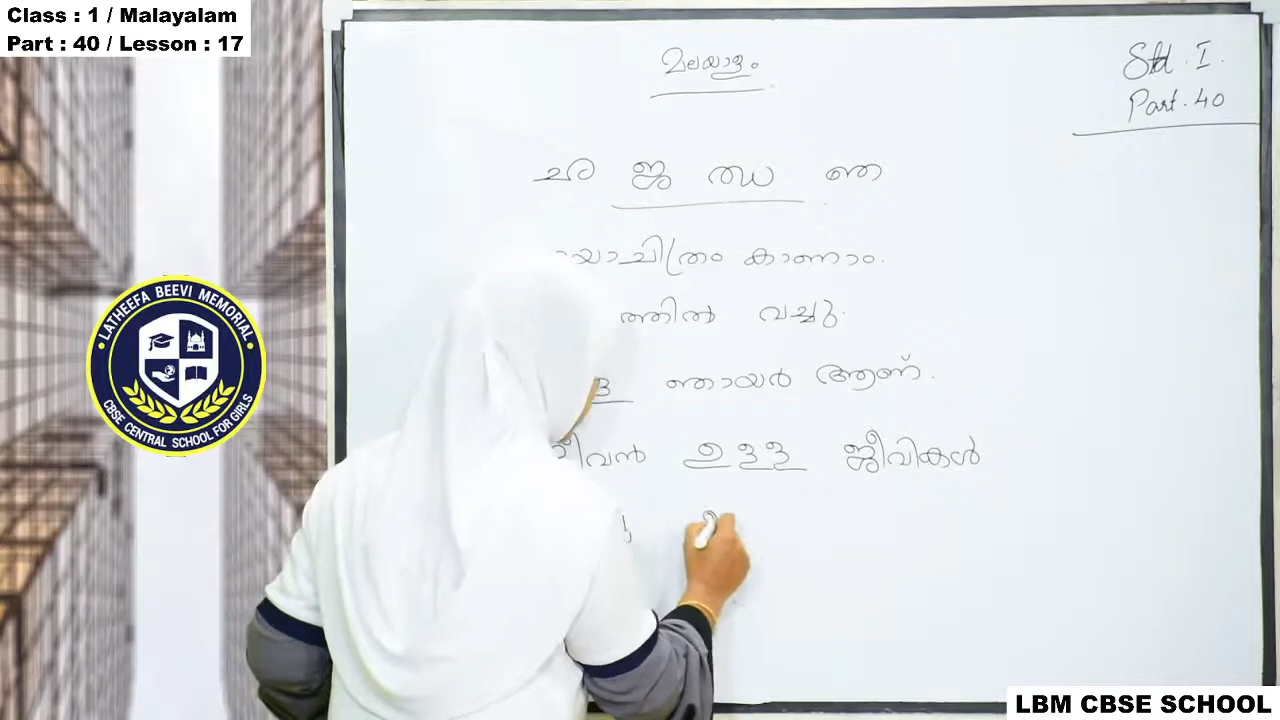 Class : 1 / Malayalam
Part : 40 / Lesson : 17
മലയാളം
Std. I.
Part. 40
ഛ ജ ഝ ഞ
കാണാം.
ത്തിൽ വച്ചു.
ഞായർ ആണ്.
ഉള്ള ജീവികൾ
LATHEEFA BEEVI MEMORIAL
CBSE CENTRAL SCHOOL FOR GIRLS
LBM CBSE SCHOOL